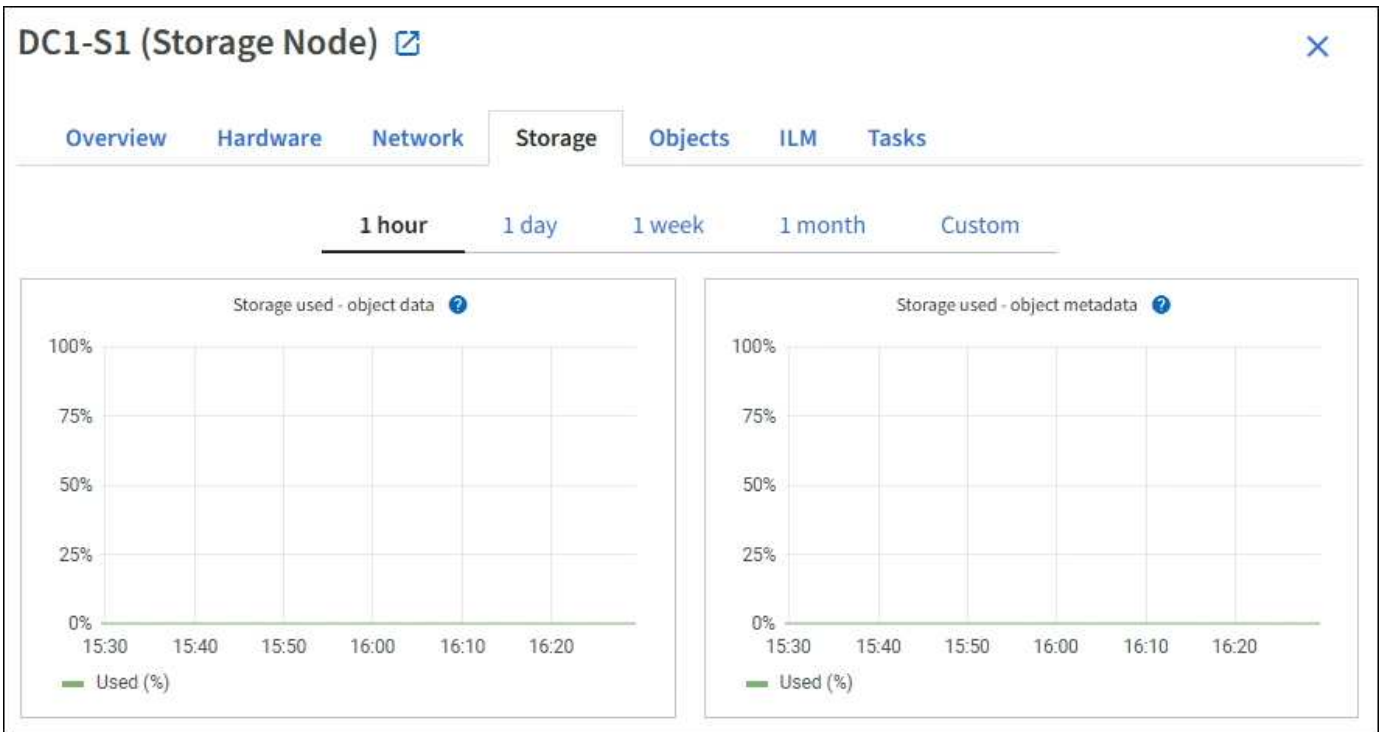 DC1-S1 (Storage Node)
Overview Hardware Network Storage Objects ILM Tasks
1 hour 1 day 1 week 1 month Custom
Storage used - object data ?
100%
75%
50%
25%
0%
15:30 15:40 15:50 16:00 16:10 16:20
Used (%)
Storage used - object metadata ?
100%
75%
50%
25%
0%
15:30 15:40 15:50 16:00 16:10 16:20
Used (%)